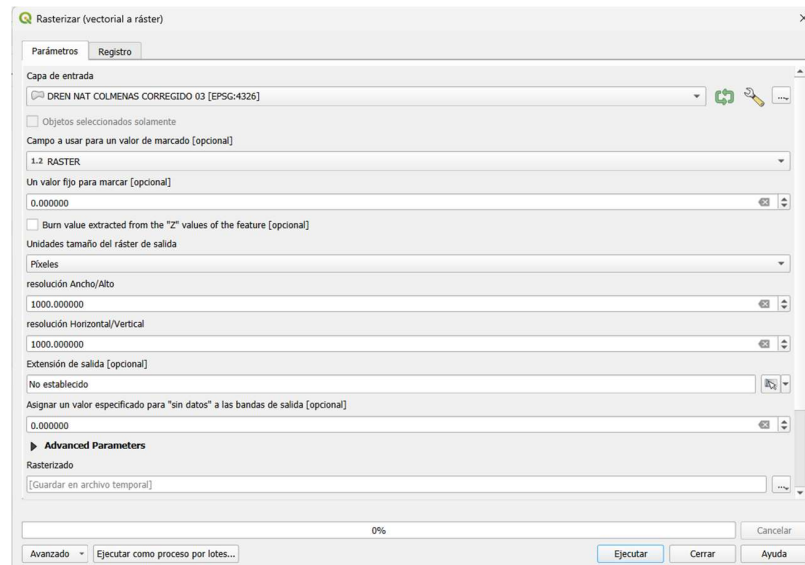 Rasterizar (vectorial a ráster)
Parámetros Registro
Capa de entrada
DREN NAT COLMENAS CORREGIDO 03 [EPSG:4326]
Objetos seleccionados solamente
Campo a usar para un valor de marcado [opcional]
1.2 RASTER
Un valor fijo para marcar [opcional]
0.000000
Burn value extracted from the "Z" values of the feature [opcional]
Unidades tamaño del ráster de salida
Píxeles
resolución Ancho/Alto
1000.000000
resolución Horizontal/Vertical
1000.000000
Extensión de salida [opcional]
No establecido
Asignar un valor especificado para "sin datos" a las bandas de salida [opcional]
0.000000
Advanced Parameters
Rasterizado
[Guardar en archivo temporal]
0% Cancelar
Avanzado Ejecutar como proceso por lotes... Ejecutar Cerrar Ayuda